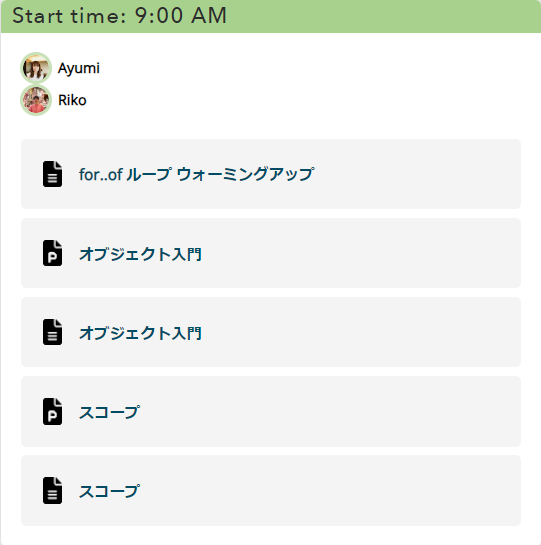 Start time: 9:00 AM
Ayumi
Riko
for..of ループ ウォーミングアップ
オブジェクト入門
オブジェクト入門
スコープ
スコープ